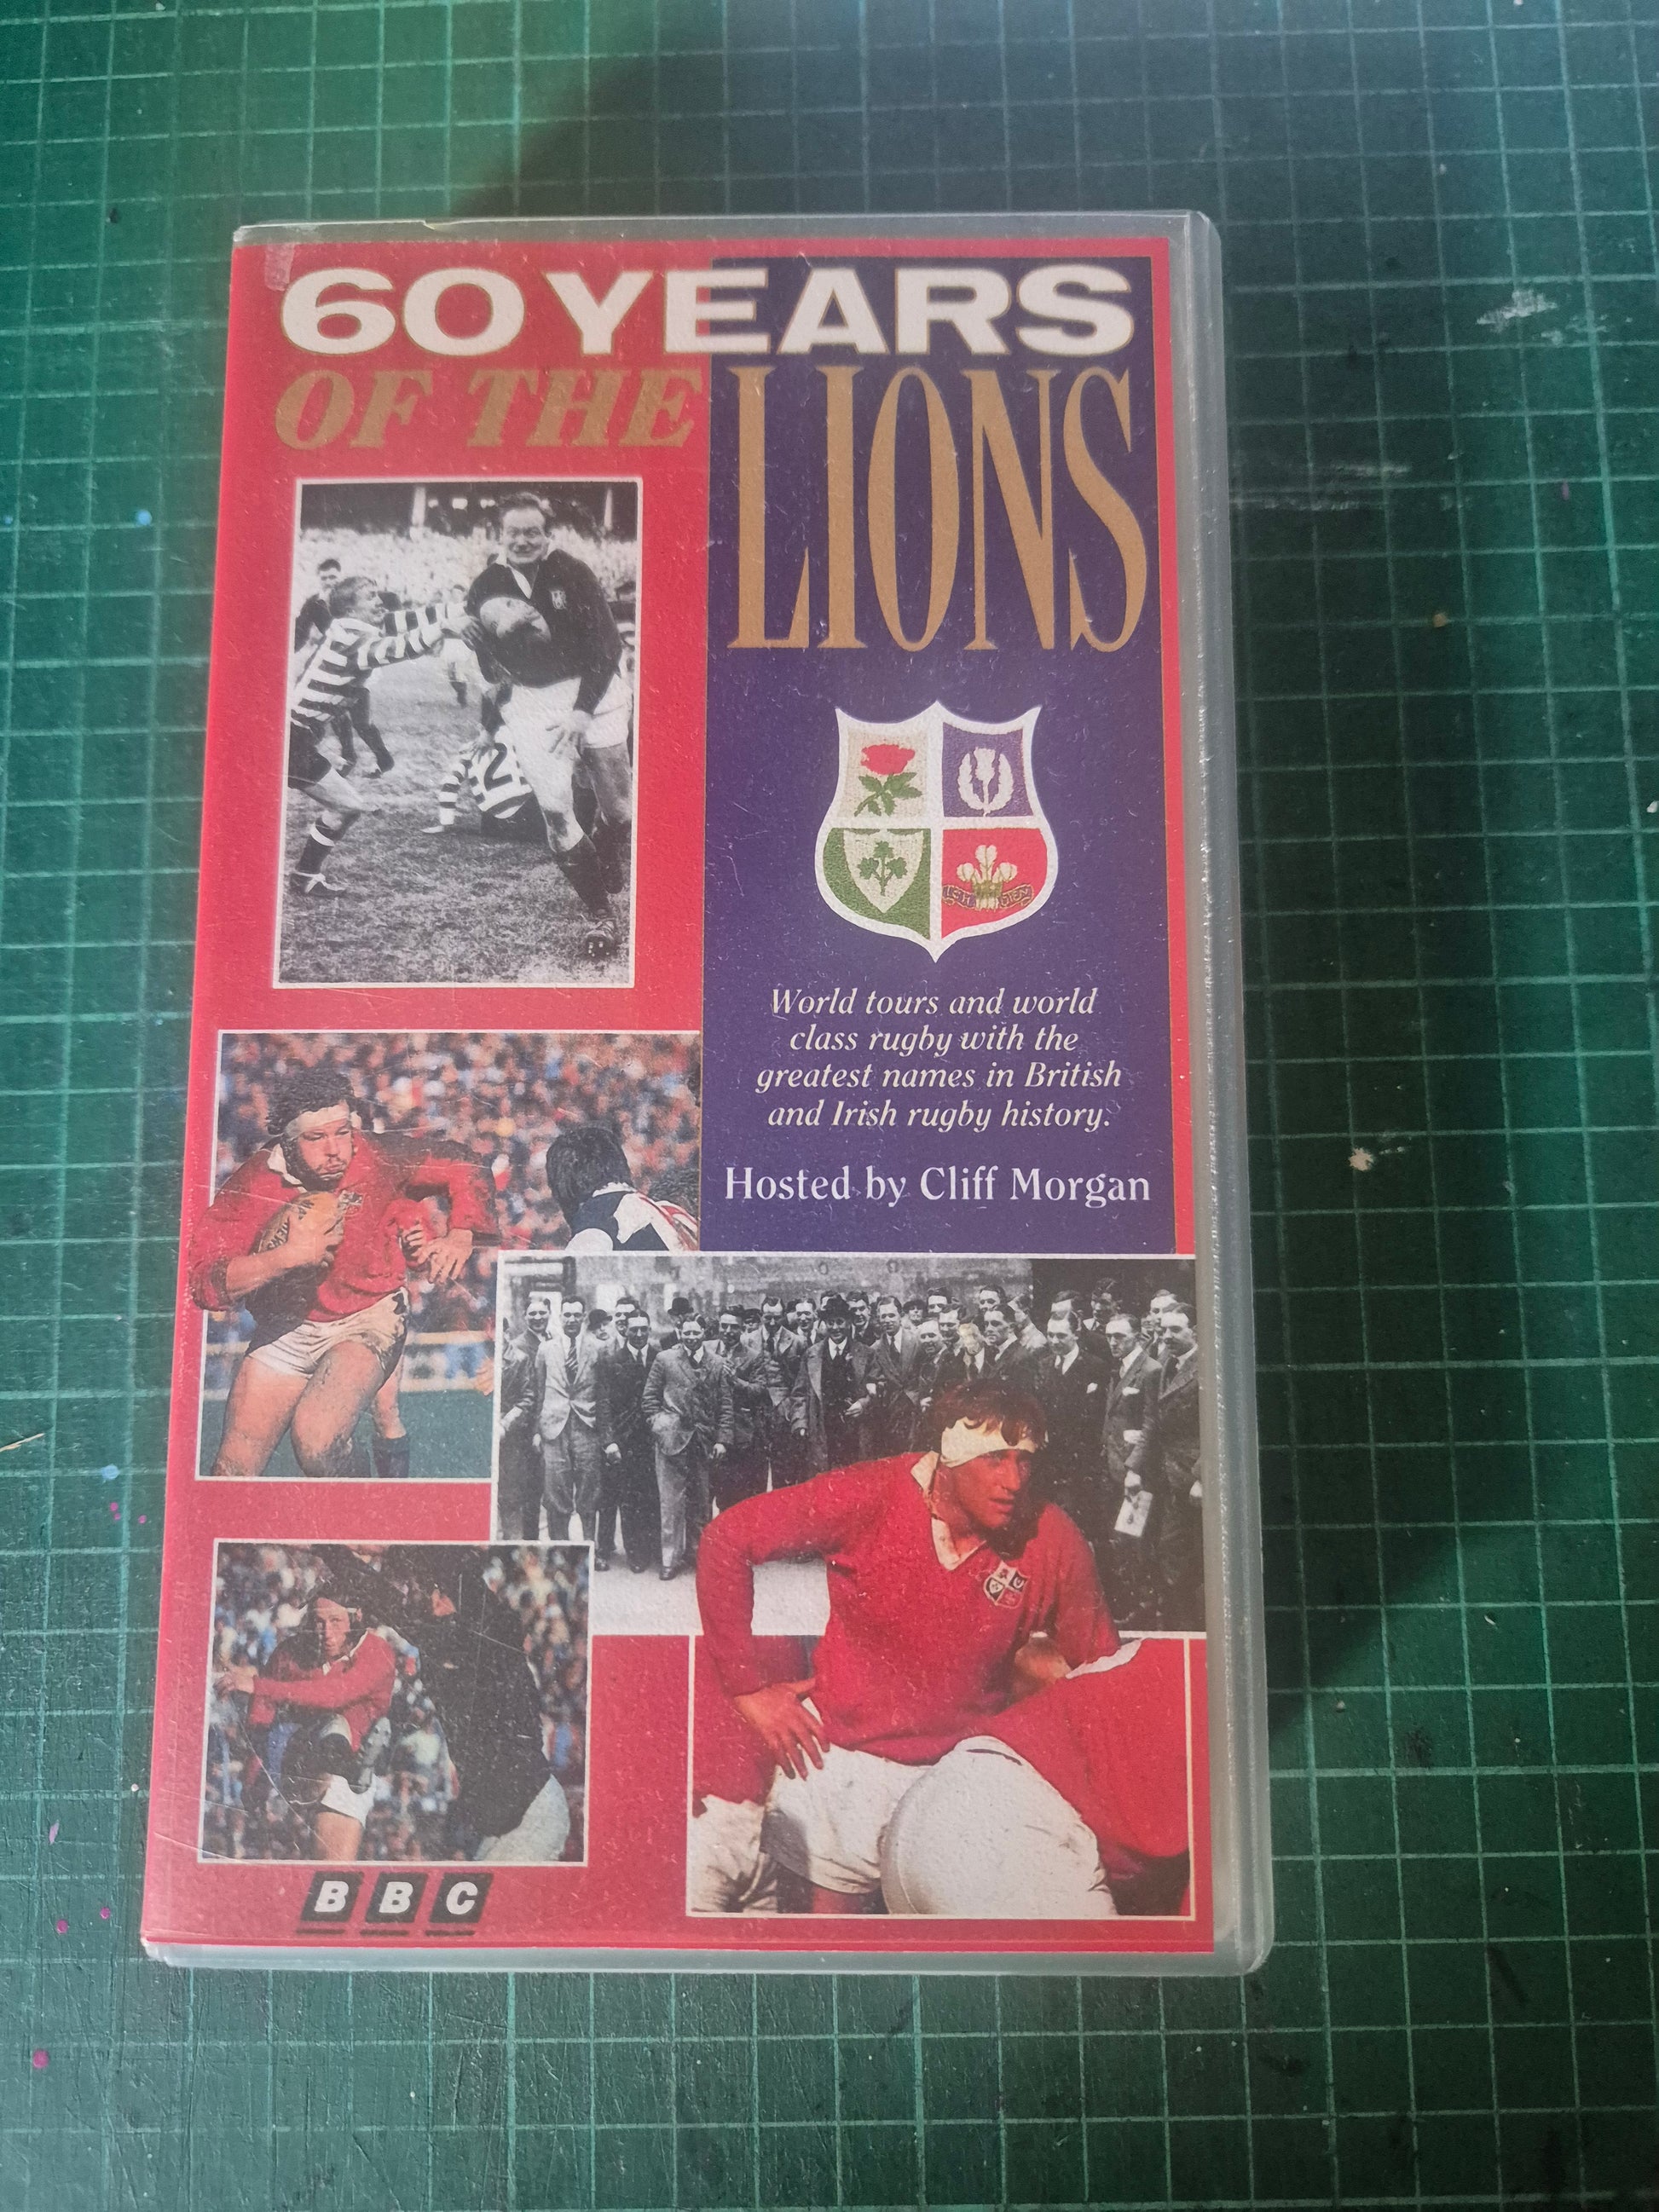 60 YEARS
OF THE LIONS
World tours and world
class rugby with the
greatest names in British
and Irish rugby history.
Hosted by Cliff Morgan
BBC